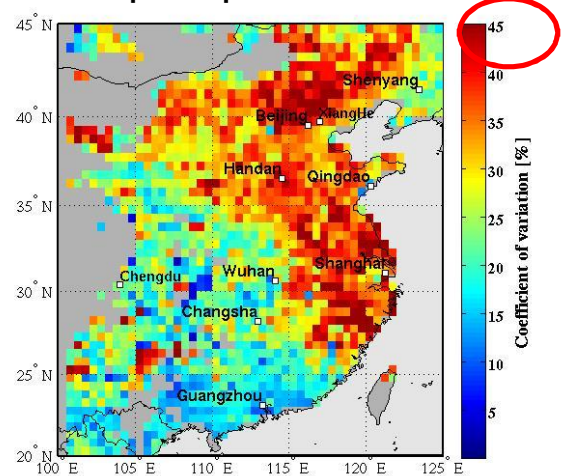 45° N
40° N
35° N
30° N
25° N
20° N
100° E
105° E
110° E
115° E
120° E
125° E
Shenyang
Beijing
XiangHe
Handan
Qingdao
Chengdu
Wuhan
Shanghai
Changsha
Guangzhou
45
40
35
30
25
20
15
10
5
Coefficient of variation [%]